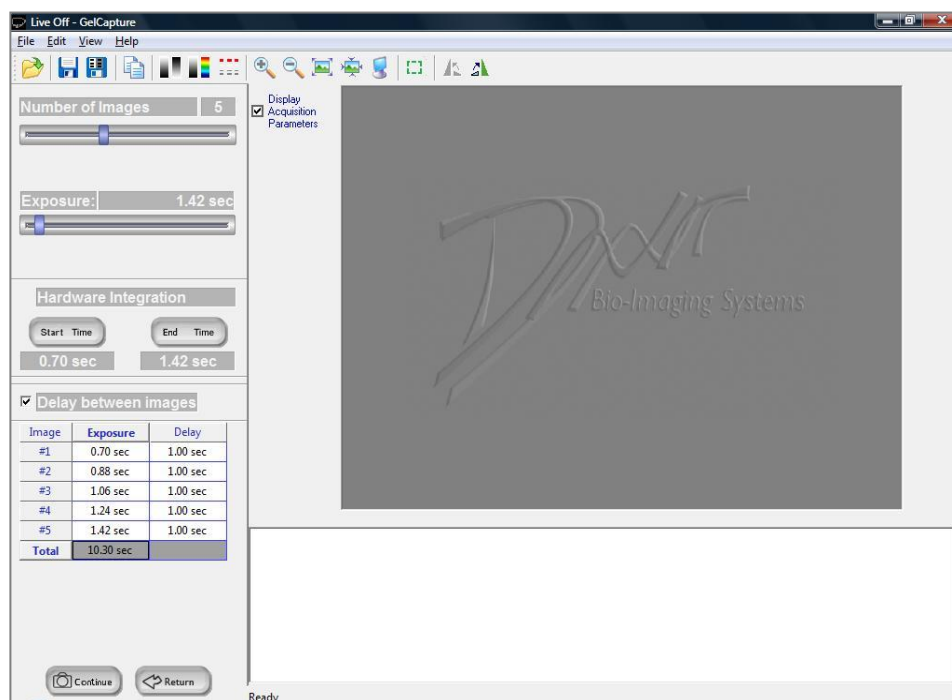 Live Off - GelCapture
File Edit View Help
Number of Images 5
Display
Acquisition
Parameters
Exposure: 1.42 sec
Hardware Integration
Start Time End Time
0.70 sec 1.42 sec
Delay between images
Image Exposure Delay
#1 0.70 sec 1.00 sec
#2 0.88 sec 1.00 sec
#3 1.06 sec 1.00 sec
#4 1.24 sec 1.00 sec
#5 1.42 sec 1.00 sec
Total 10.30 sec
Bio-Imaging Systems
Continue Return
Ready